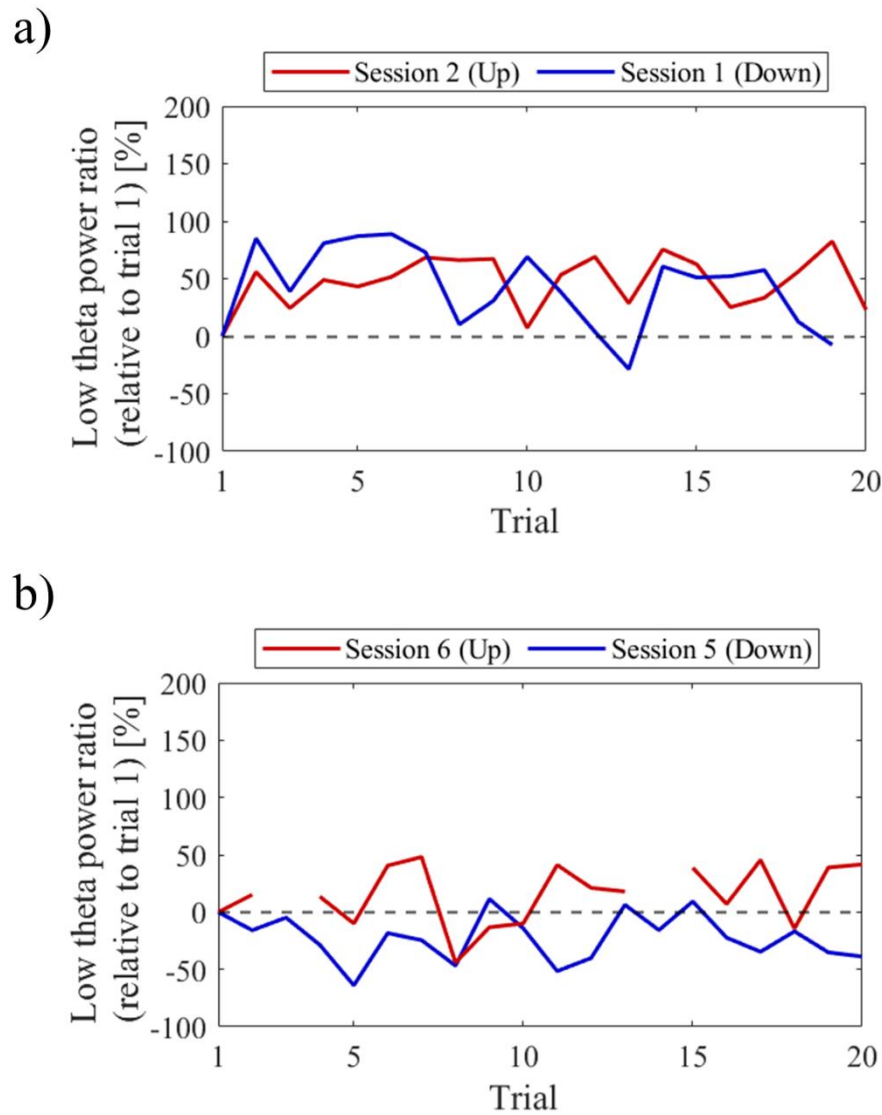 a)
Session 2 (Up) Session 1 (Down)
Low theta power ratio
(relative to trial 1) [%]
200
150
100
50
0
-50
-100
1 5 10 15 20
Trial
b)
Session 6 (Up) Session 5 (Down)
Low theta power ratio
(relative to trial 1) [%]
200
150
100
50
0
-50
-100
1 5 10 15 20
Trial